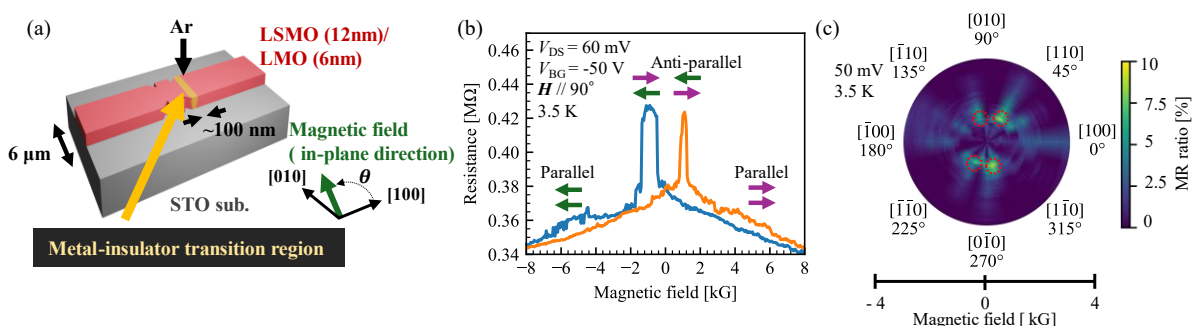 (a)
Ar
LSMO (12nm)/
LMO (6nm)
~100 nm
6 μm
Magnetic field
( in-plane direction)
[010]
θ
[100]
STO sub.
Metal-insulator transition region
(b)
V_DS = 60 mV
V_BG = -50 V
H // 90°
3.5 K
Anti-parallel
Parallel
Parallel
Resistance [MΩ]
0.46
0.44
0.42
0.40
0.38
0.36
0.34
−8
−6
−4
−2
0
2
4
6
8
Magnetic field [kG]
(c)
50 mV
3.5 K
[010]
90°
[1̅10]
135°
[110]
45°
[1̅00]
180°
[100]
0°
[1̅1̅0]
225°
[11̅0]
315°
[01̅0]
270°
10
7.5
5
2.5
0
MR ratio [%]
- 4
0
4
Magnetic field [ kG]